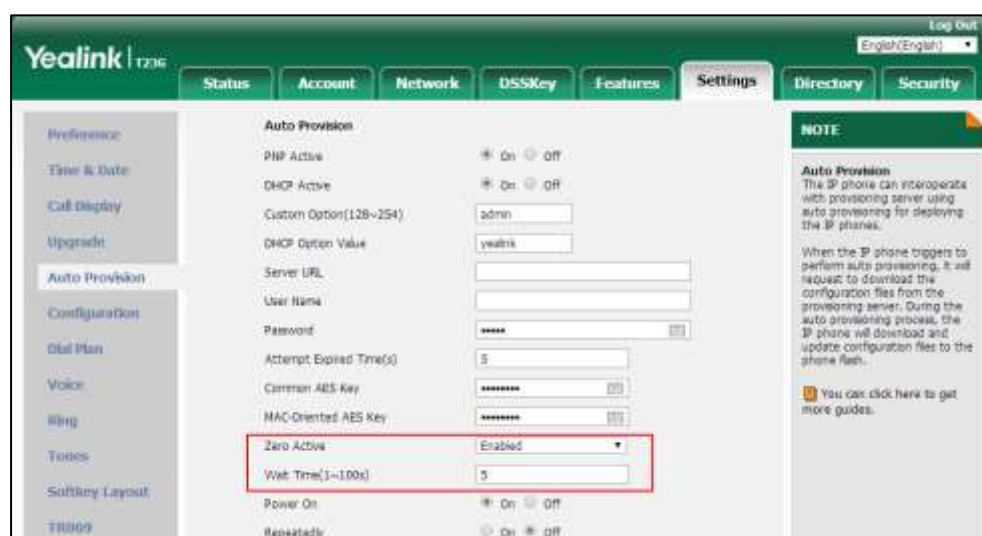 Log Out
Yealink T23G
English(English)
Status Account Network DSSKey Features Settings Directory Security
Preference
Time & Date
Call Display
Upgrade
Auto Provision
Configuration
Dial Plan
Voice
Ring
Tones
Softkey Layout
TR069
Auto Provision
PNP Active On Off
DHCP Active On Off
Custom Option(128~254) admin
DHCP Option Value yealink
Server URL
User Name
Password •••••
Attempt Expired Time(s) 5
Common AES Key ••••••••
MAC-Oriented AES Key ••••••••
Zero Active Enabled
Wait Time(1~100s) 5
Power On On Off
Repeatedly On Off
NOTE
Auto Provision
The IP phone can interoperate
with provisioning server using
auto provisioning for deploying
the IP phones.
When the IP phone triggers to
perform auto provisioning, it will
request to download the
configuration files from the
provisioning server. During the
auto provisioning process, the
IP phone will download and
update configuration files to the
phone flash.
You can click here to get
more guides.